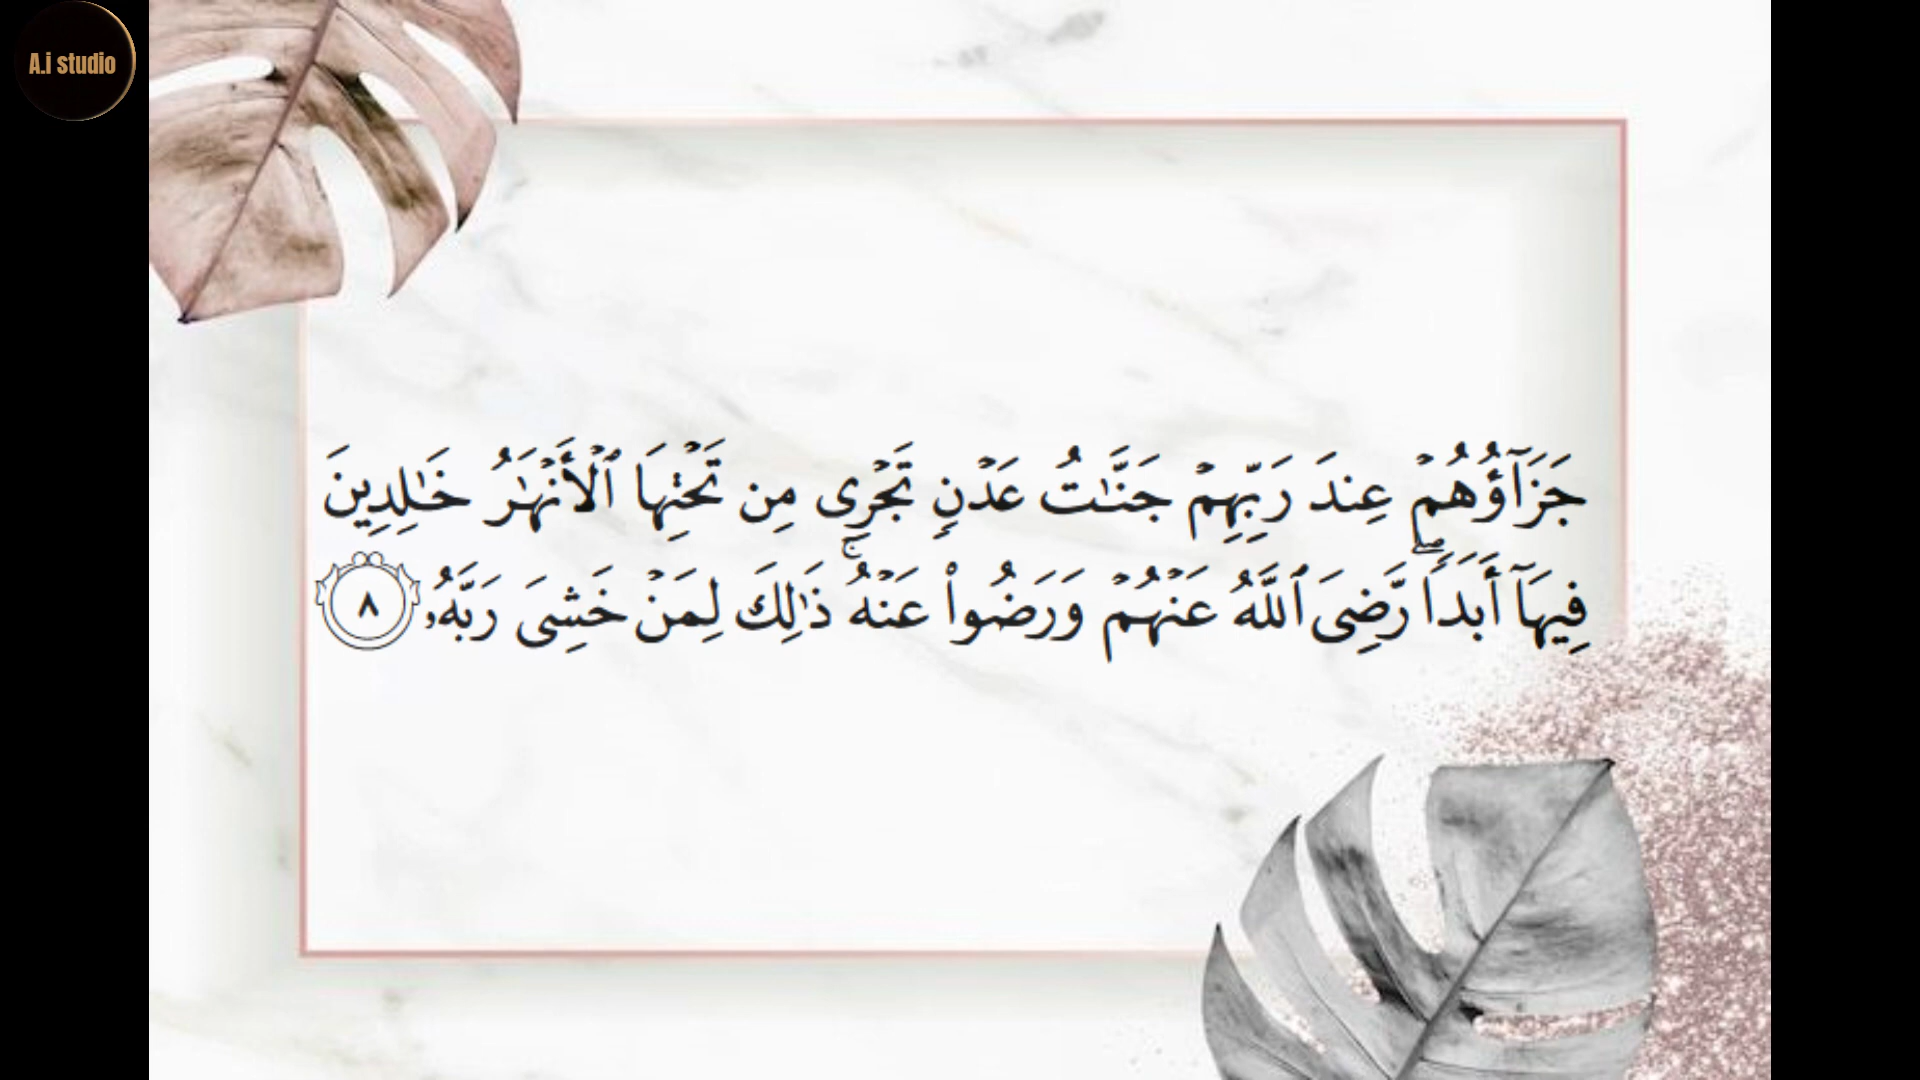 A.i studio
جَزَآؤُهُمۡ عِندَ رَبِّهِمۡ جَنَّٰتُ عَدۡنٖ تَجۡرِي مِن تَحۡتِهَا ٱلۡأَنۡهَٰرُ خَٰلِدِينَ
فِيهَآ أَبَدٗاۖ رَّضِيَ ٱللَّهُ عَنۡهُمۡ وَرَضُواْ عَنۡهُۚ ذَٰلِكَ لِمَنۡ خَشِيَ رَبَّهُۥ ٨